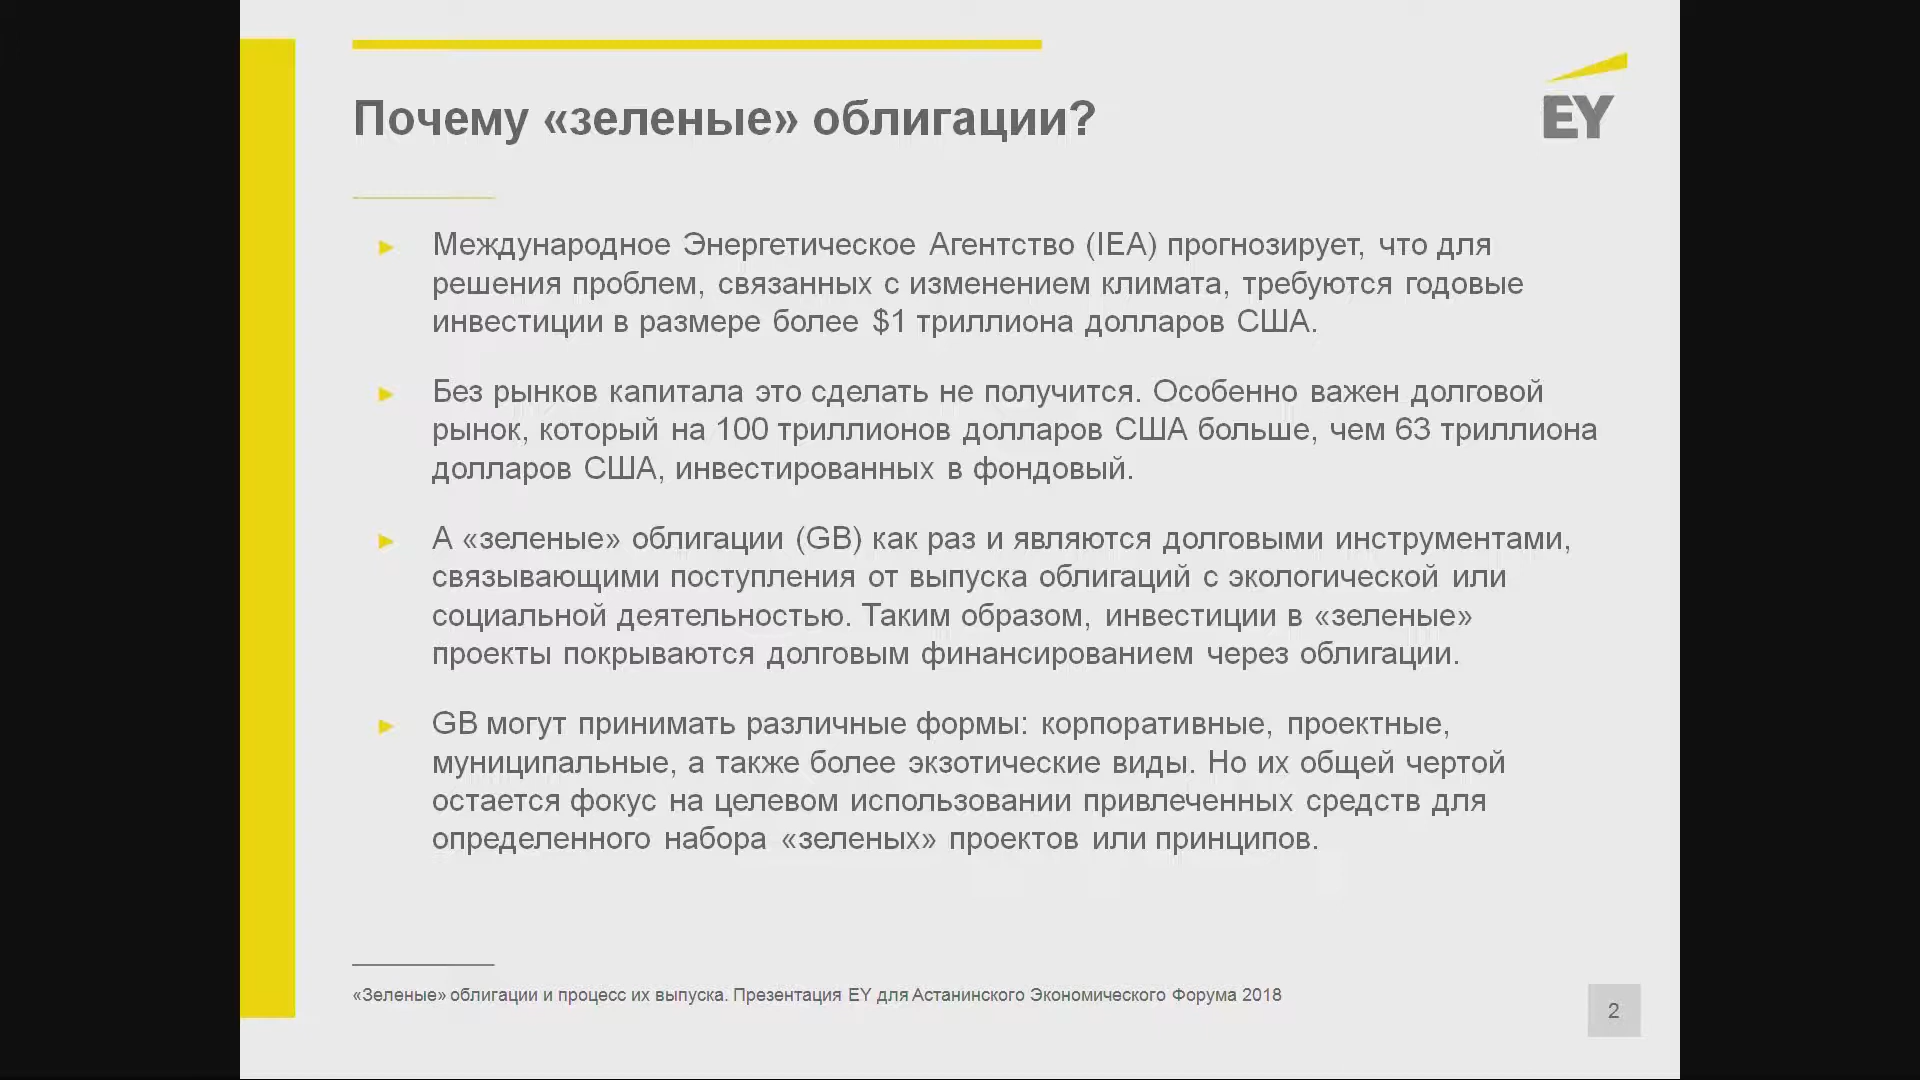 Почему «зеленые» облигации?
EY
► Международное Энергетическое Агентство (IEA) прогнозирует, что для
решения проблем, связанных с изменением климата, требуются годовые
инвестиции в размере более $1 триллиона долларов США.
► Без рынков капитала это сделать не получится. Особенно важен долговой
рынок, который на 100 триллионов долларов США больше, чем 63 триллиона
долларов США, инвестированных в фондовый.
► А «зеленые» облигации (GB) как раз и являются долговыми инструментами,
связывающими поступления от выпуска облигаций с экологической или
социальной деятельностью. Таким образом, инвестиции в «зеленые»
проекты покрываются долговым финансированием через облигации.
► GB могут принимать различные формы: корпоративные, проектные,
муниципальные, а также более экзотические виды. Но их общей чертой
остается фокус на целевом использовании привлеченных средств для
определенного набора «зеленых» проектов или принципов.
«Зеленые» облигации и процесс их выпуска. Презентация EY для Астанинского Экономического Форума 2018
2